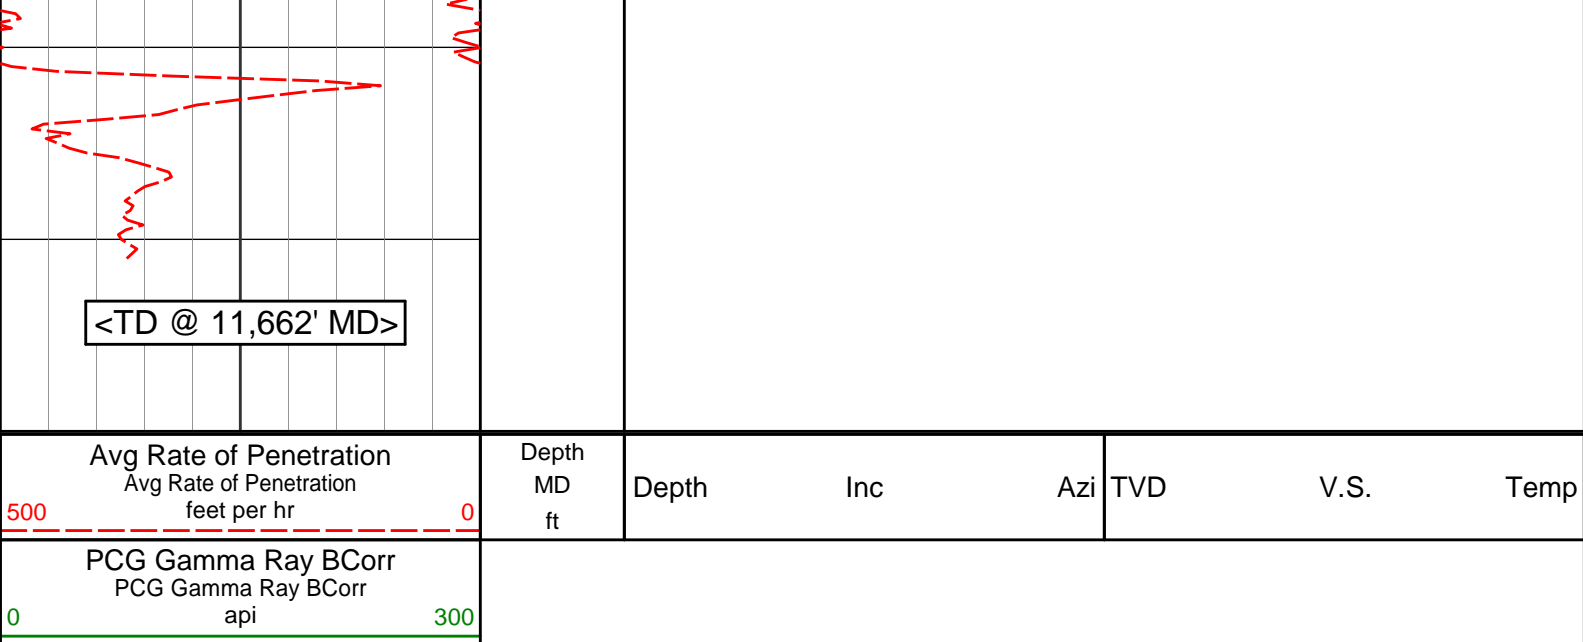 <TD @ 11,662' MD>
Avg Rate of Penetration
Avg Rate of Penetration
feet per hr
500 0
Depth
MD
ft
Depth Inc Azi TVD V.S. Temp
PCG Gamma Ray BCorr
PCG Gamma Ray BCorr
api
0 300